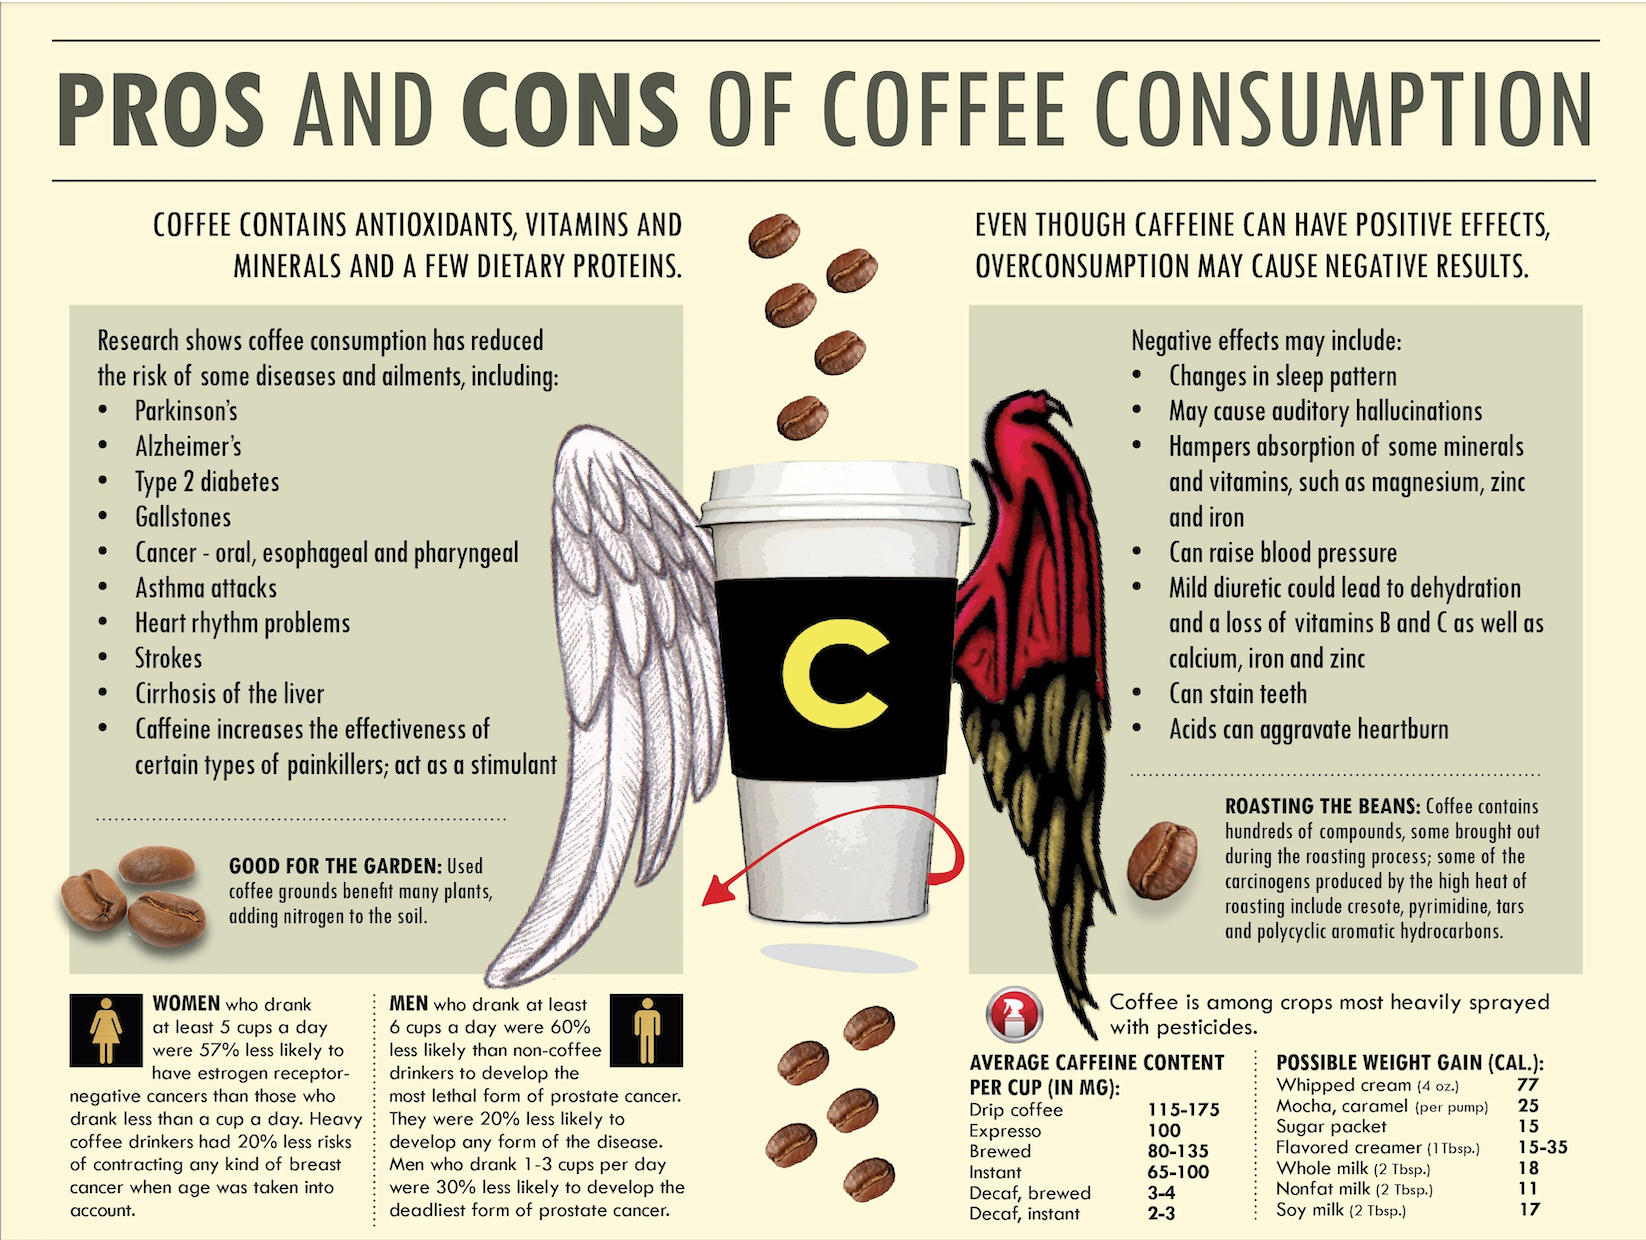 PROS AND CONS OF COFFEE CONSUMPTION
COFFEE CONTAINS ANTIOXIDANTS, VITAMINS AND
MINERALS AND A FEW DIETARY PROTEINS.
Research shows coffee consumption has reduced
the risk of some diseases and ailments, including:
• Parkinson's
• Alzheimer's
• Type 2 diabetes
• Gallstones
• Cancer - oral, esophageal and pharyngeal
• Asthma attacks
• Heart rhythm problems
• Strokes
• Cirrhosis of the liver
• Caffeine increases the effectiveness of
certain types of painkillers; act as a stimulant
GOOD FOR THE GARDEN: Used
coffee grounds benefit many plants,
adding nitrogen to the soil.
WOMEN who drank
at least 5 cups a day
were 57% less likely to
have estrogen receptor-
negative cancers than those who
drank less than a cup a day. Heavy
coffee drinkers had 20% less risks
of contracting any kind of breast
cancer when age was taken into
account.
MEN who drank at least
6 cups a day were 60%
less likely than non-coffee
drinkers to develop the
most lethal form of prostate cancer.
They were 20% less likely to
develop any form of the disease.
Men who drank 1-3 cups per day
were 30% less likely to develop the
deadliest form of prostate cancer.
C
EVEN THOUGH CAFFEINE CAN HAVE POSITIVE EFFECTS,
OVERCONSUMPTION MAY CAUSE NEGATIVE RESULTS.
Negative effects may include:
• Changes in sleep pattern
• May cause auditory hallucinations
• Hampers absorption of some minerals
and vitamins, such as magnesium, zinc
and iron
• Can raise blood pressure
• Mild diuretic could lead to dehydration
and a loss of vitamins B and C as well as
calcium, iron and zinc
• Can stain teeth
• Acids can aggravate heartburn
ROASTING THE BEANS: Coffee contains
hundreds of compounds, some brought out
during the roasting process; some of the
carcinogens produced by the high heat of
roasting include cresote, pyrimidine, tars
and polycyclic aromatic hydrocarbons.
Coffee is among crops most heavily sprayed
with pesticides.
AVERAGE CAFFEINE CONTENT
PER CUP (IN MG):
Drip coffee 115-175
Expresso 100
Brewed 80-135
Instant 65-100
Decaf, brewed 3-4
Decaf, instant 2-3
POSSIBLE WEIGHT GAIN (CAL.):
Whipped cream (4 oz.) 77
Mocha, caramel (per pump) 25
Sugar packet 15
Flavored creamer (1Tbsp.) 15-35
Whole milk (2 Tbsp.) 18
Nonfat milk (2 Tbsp.) 11
Soy milk (2 Tbsp.) 17